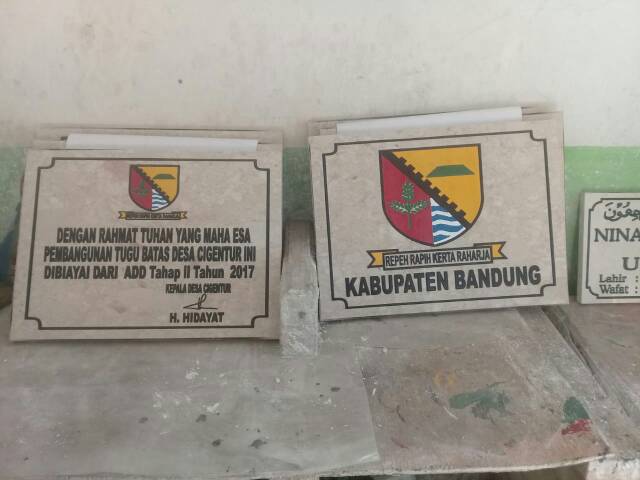 REPEH RAPIH KERTA RAHARJA
DENGAN RAHMAT TUHAN YANG MAHA ESA
PEMBANGUNAN TUGU BATAS DESA CIGENTUR INI
DIBIAYAI DARI ADD Tahap II Tahun 2017
KEPALA DESA CIGENTUR
H. HIDAYAT
REPEH RAPIH KERTA RAHARJA
KABUPATEN BANDUNG
NINA
U
Lahir :
Wafat :